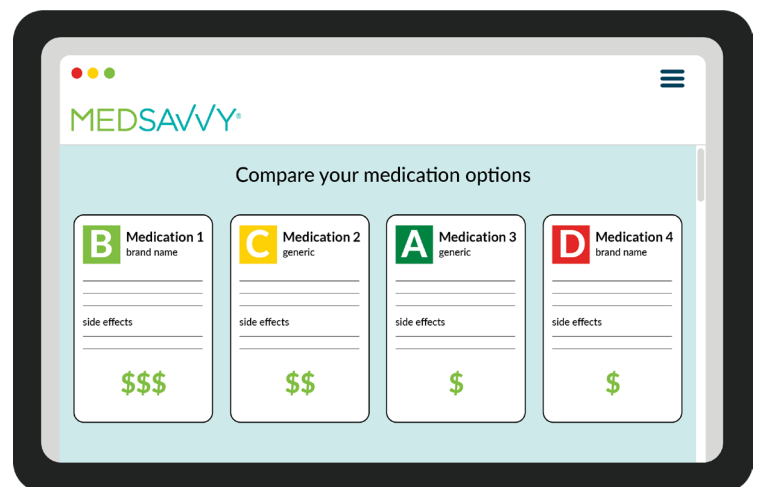 MEDSAVVY®
Compare your medication options
B Medication 1
brand name
side effects
$$$
C Medication 2
generic
side effects
$$
A Medication 3
generic
side effects
$
D Medication 4
brand name
side effects
$